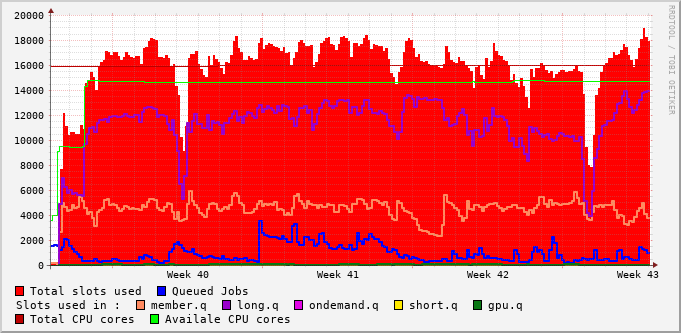 20000
18000
16000
14000
12000
10000
8000
6000
4000
2000
0
Week 40 Week 41 Week 42 Week 43
RRDTOOL / TOBI OETIKER
Total slots used Queued Jobs
Slots used in : member.q long.q ondemand.q short.q gpu.q
Total CPU cores Availale CPU cores